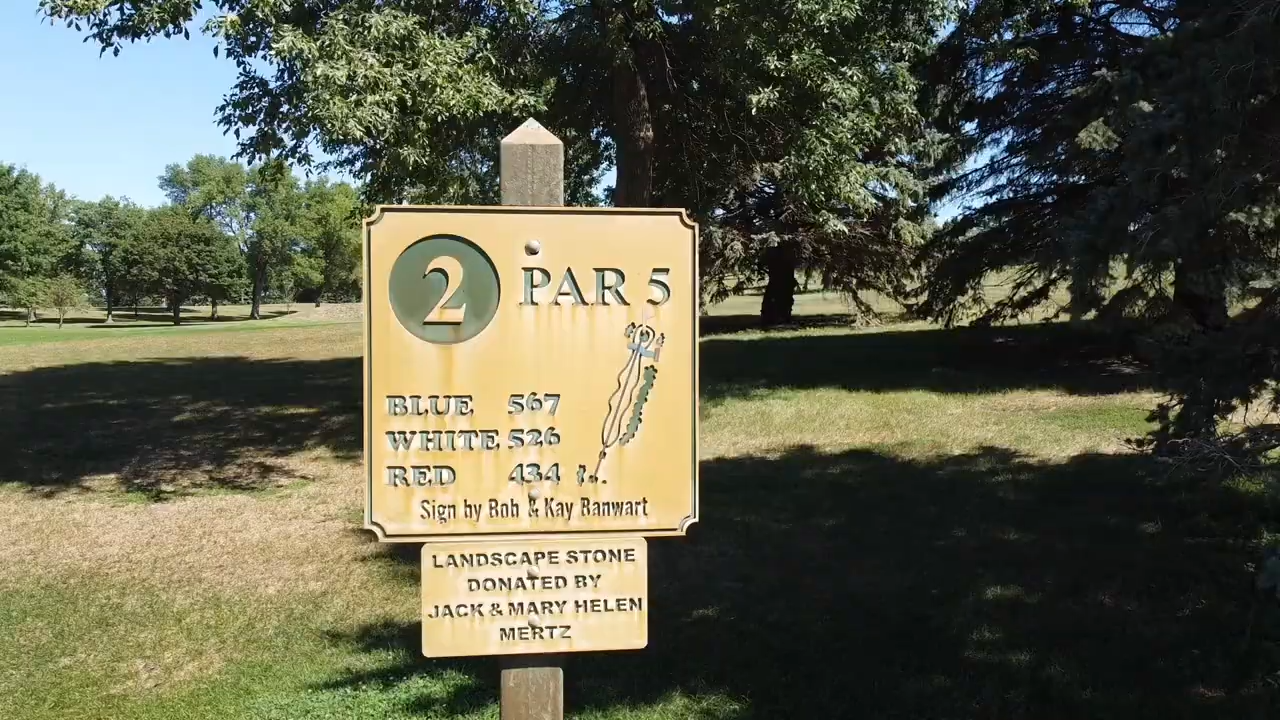 2 PAR 5
BLUE 567
WHITE 526
RED 434
Sign by Bob & Kay Banwart
LANDSCAPE STONE
DONATED BY
JACK & MARY HELEN
MERTZ